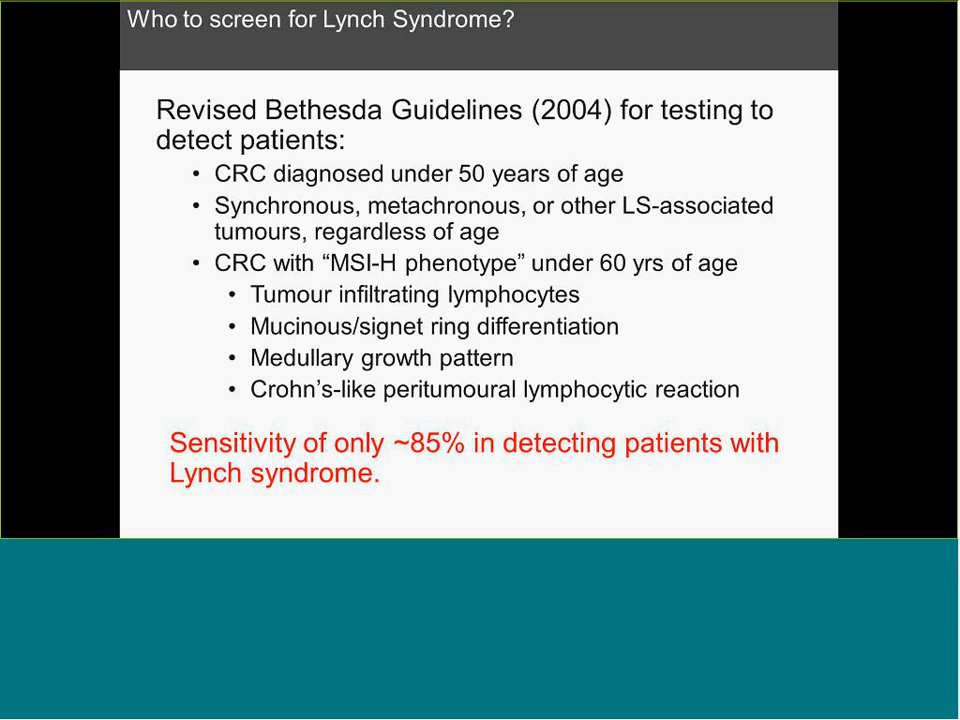 Who to screen for Lynch Syndrome?
Revised Bethesda Guidelines (2004) for testing to
detect patients:
• CRC diagnosed under 50 years of age
• Synchronous, metachronous, or other LS-associated
tumours, regardless of age
• CRC with “MSI-H phenotype” under 60 yrs of age
• Tumour infiltrating lymphocytes
• Mucinous/signet ring differentiation
• Medullary growth pattern
• Crohn’s-like peritumoural lymphocytic reaction
Sensitivity of only ~85% in detecting patients with
Lynch syndrome.